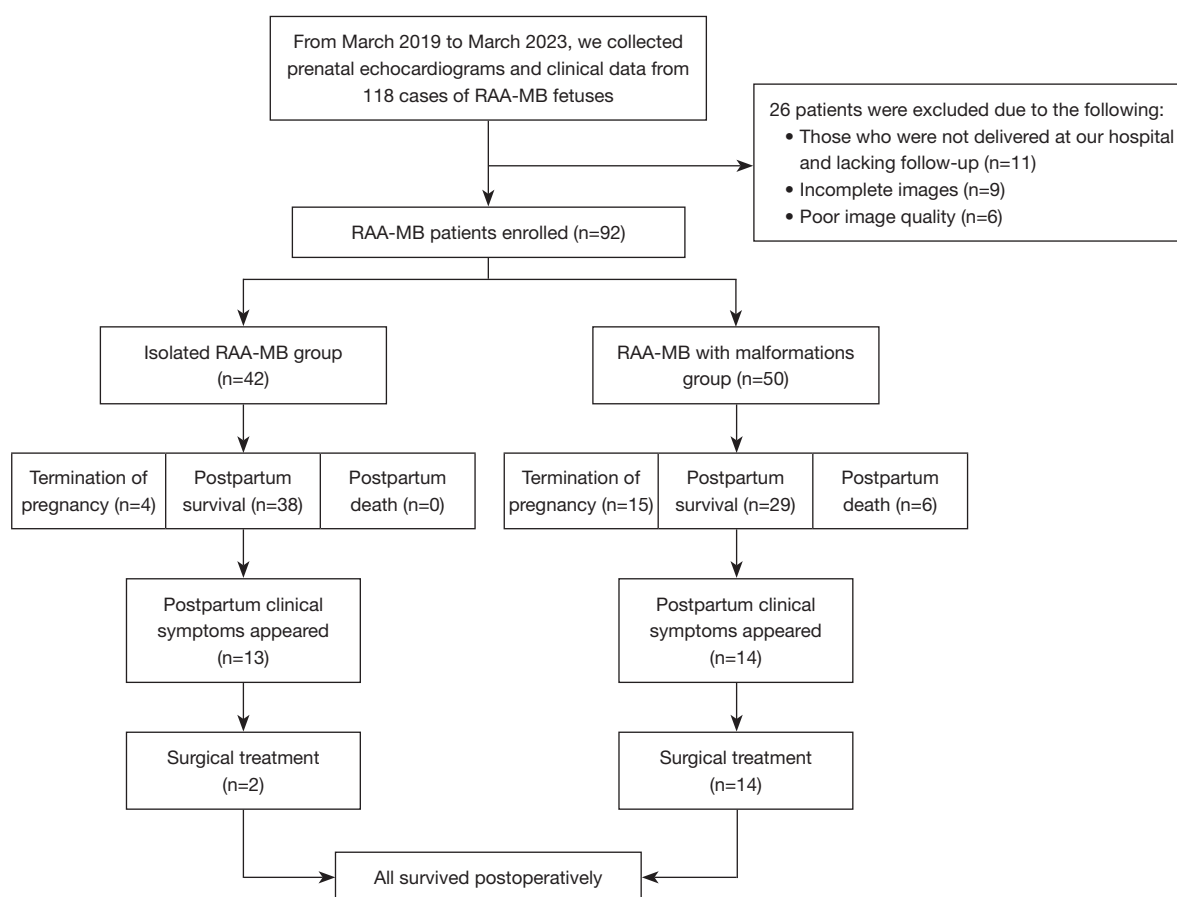 From March 2019 to March 2023, we collected
prenatal echocardiograms and clinical data from
118 cases of RAA-MB fetuses
26 patients were excluded due to the following:
• Those who were not delivered at our hospital
and lacking follow-up (n=11)
• Incomplete images (n=9)
• Poor image quality (n=6)
RAA-MB patients enrolled (n=92)
Isolated RAA-MB group
(n=42)
RAA-MB with malformations
group (n=50)
Termination of
pregnancy (n=4)
Postpartum
survival (n=38)
Postpartum
death (n=0)
Termination of
pregnancy (n=15)
Postpartum
survival (n=29)
Postpartum
death (n=6)
Postpartum clinical
symptoms appeared
(n=13)
Postpartum clinical
symptoms appeared
(n=14)
Surgical treatment
(n=2)
Surgical treatment
(n=14)
All survived postoperatively